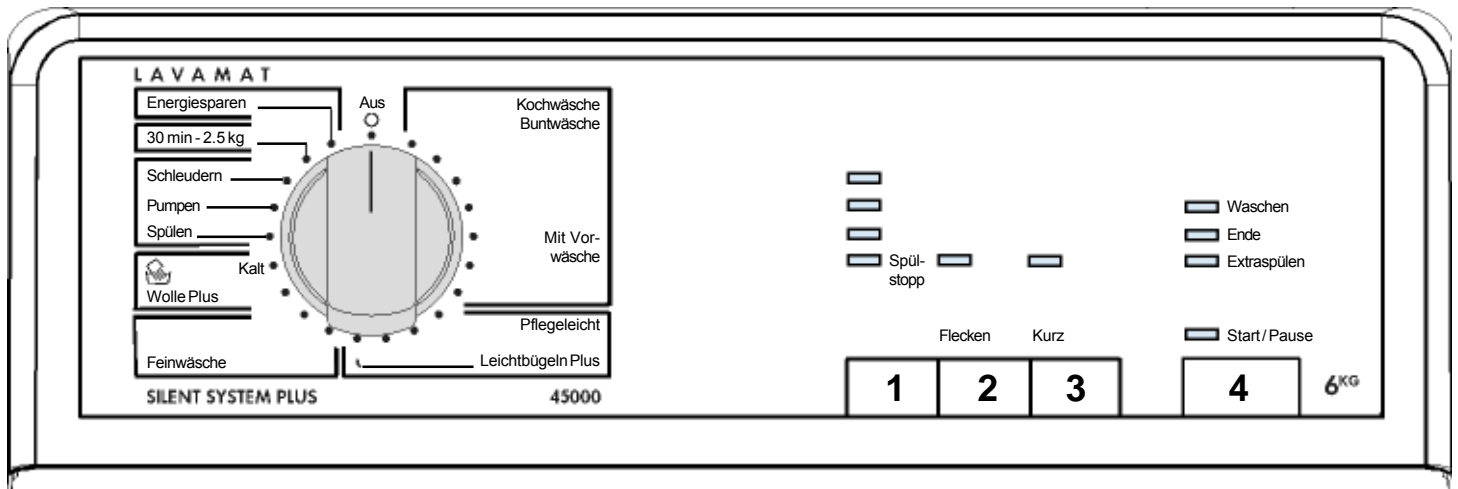 LAVAMAT
Energiesparen
30 min - 2.5 kg
Schleudern
Pumpen
Spülen
Kalt
Wolle Plus
Feinwäsche
Aus
Kochwäsche
Buntwäsche
Mit Vor-
wäsche
Pflegeleicht
Leichtbügeln Plus
SILENT SYSTEM PLUS
45000
Spül-
stopp
Flecken
Kurz
Waschen
Ende
Extraspülen
Start/Pause
1
2
3
4
6KG